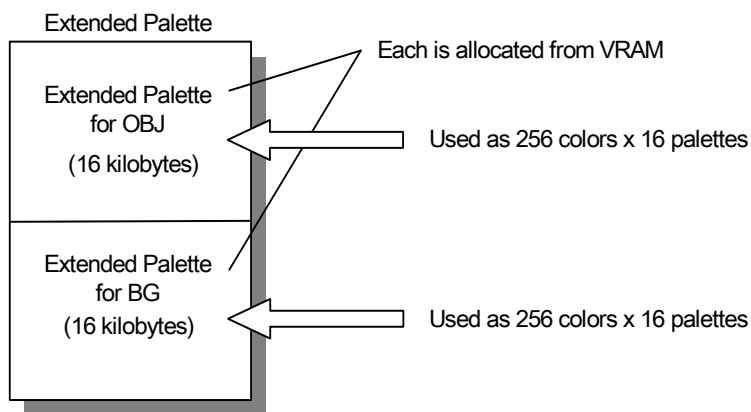 Extended Palette
Each is allocated from VRAM
Extended Palette
for OBJ
(16 kilobytes)
Used as 256 colors x 16 palettes
Extended Palette
for BG
(16 kilobytes)
Used as 256 colors x 16 palettes